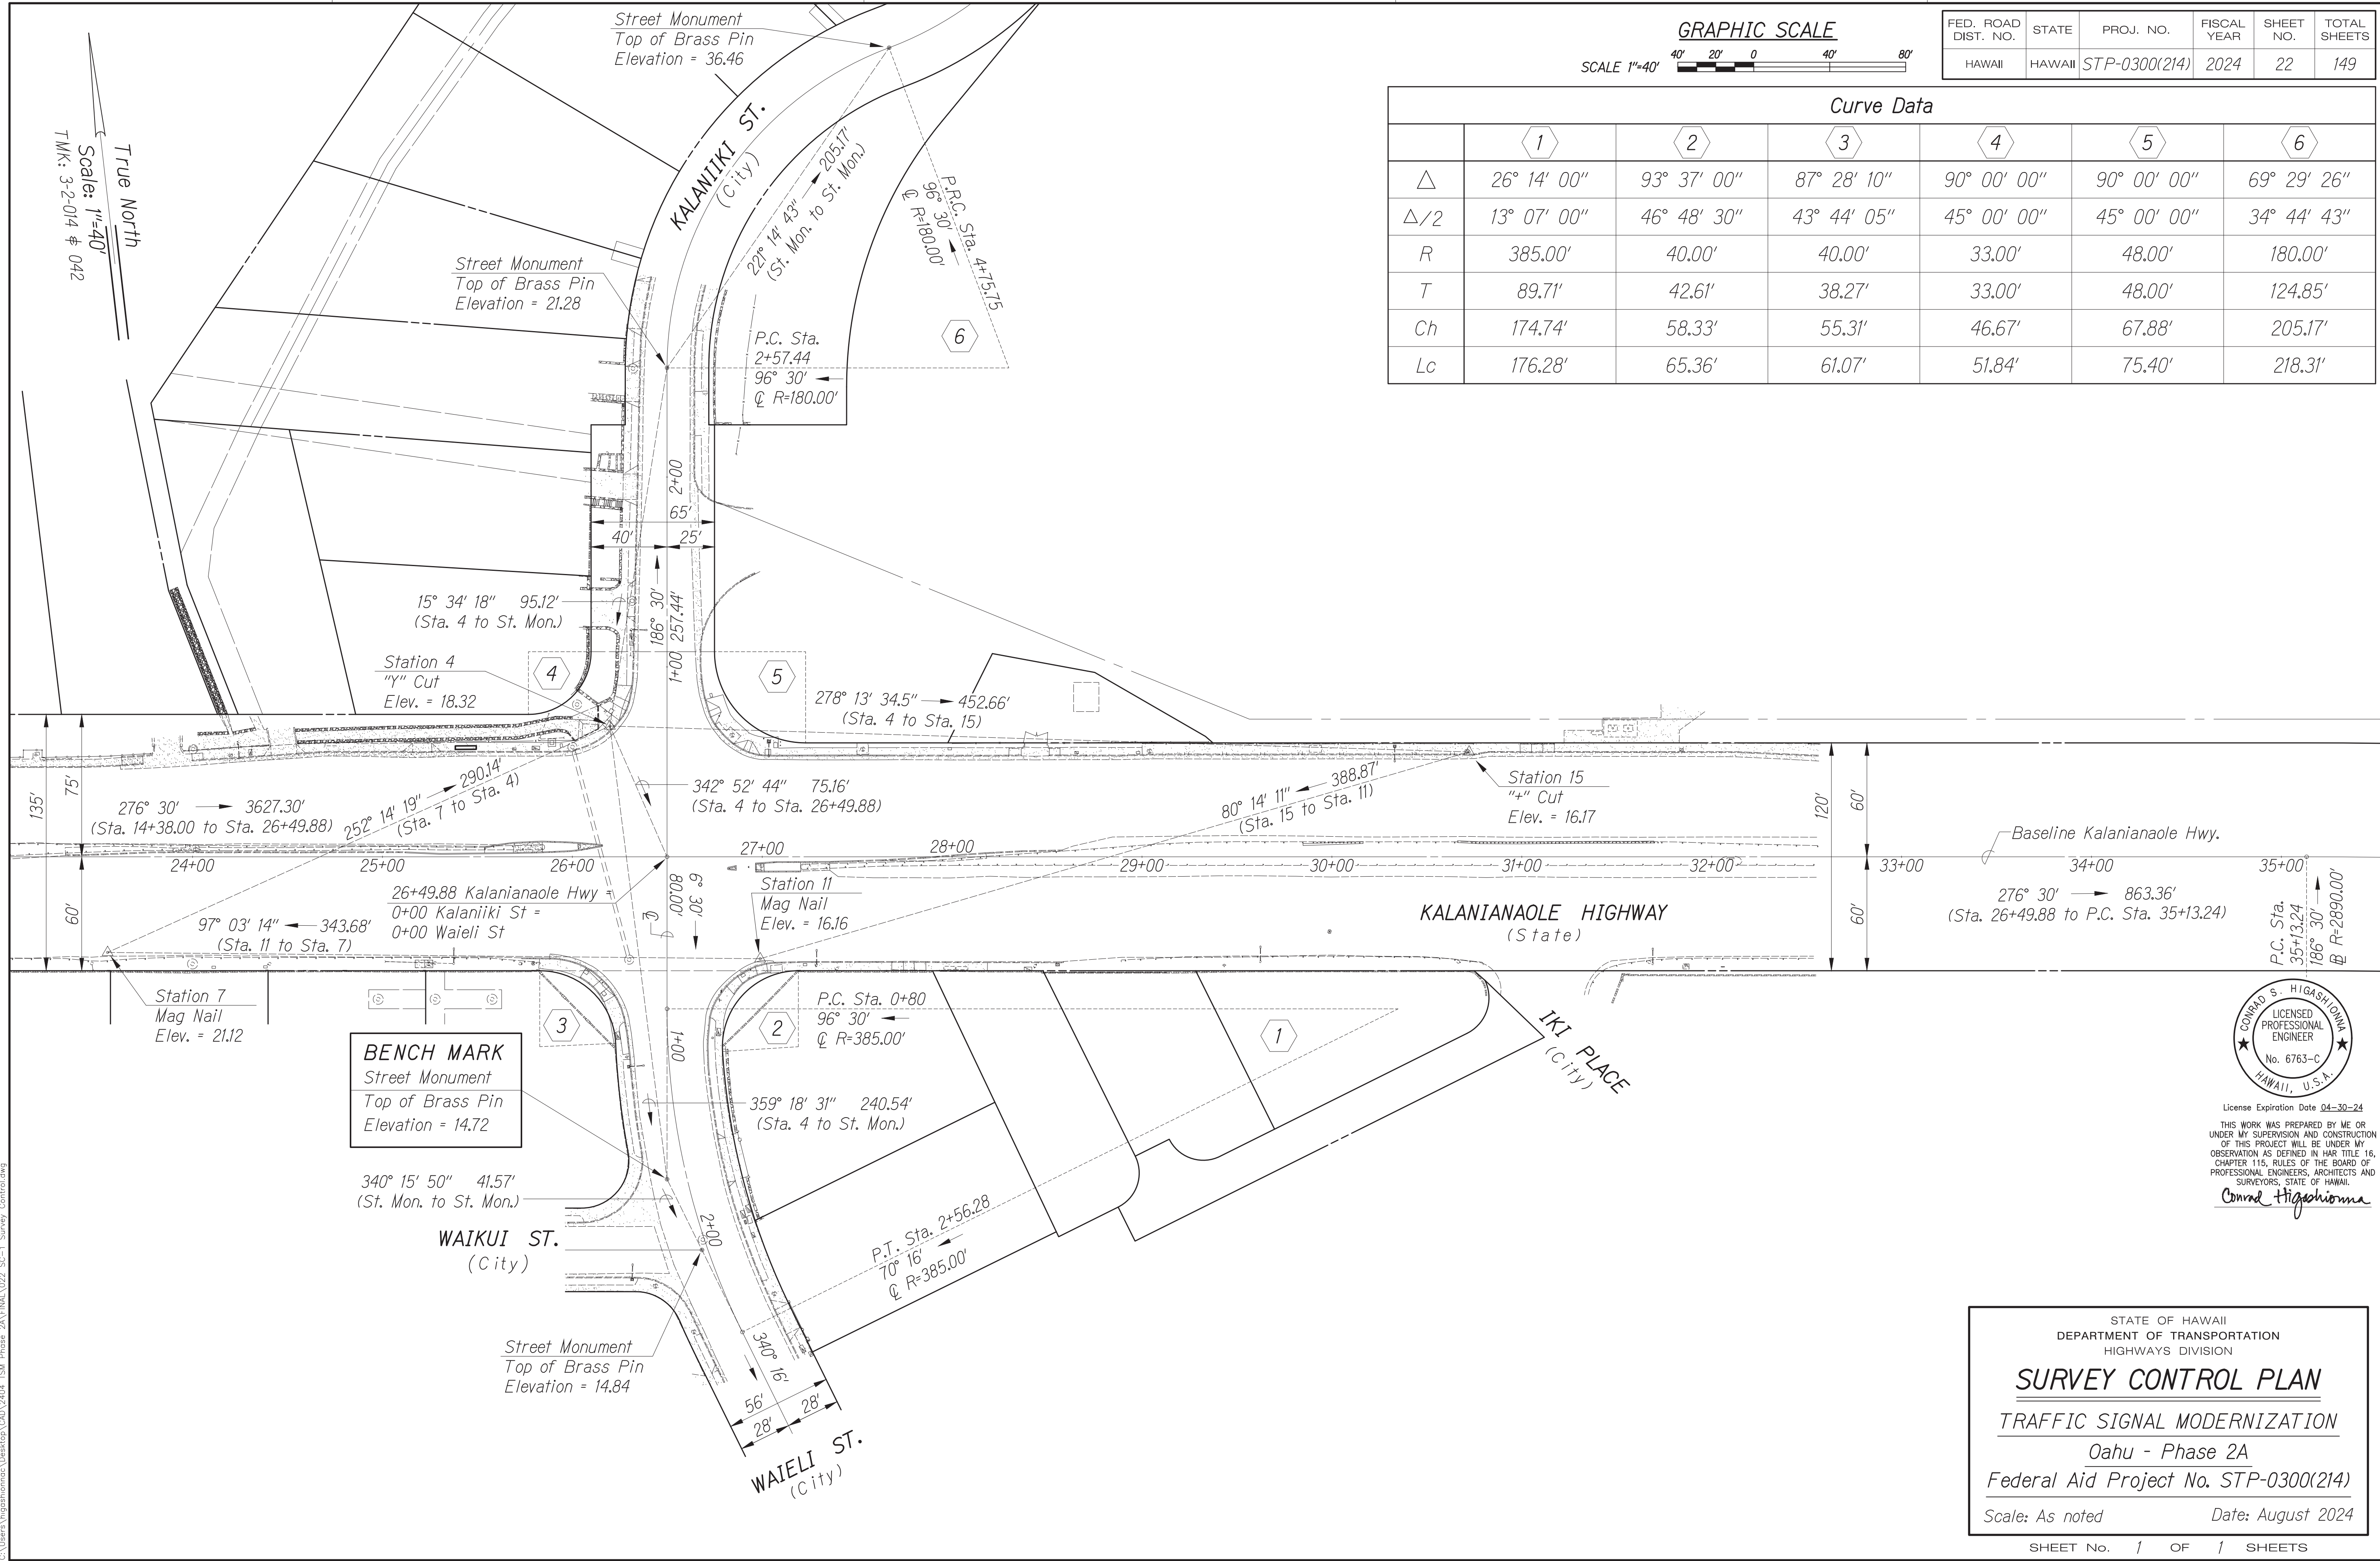 Street Monument
Top of Brass Pin
Elevation = 36.46
GRAPHIC SCALE
SCALE 1"=40'
40' 20' 0 40' 80'
FED. ROAD DIST. NO. STATE PROJ. NO. FISCAL YEAR SHEET NO. TOTAL SHEETS
HAWAII HAWAII STP-0300(214) 2024 22 149
Curve Data
1 2 3 4 5 6
△ 26° 14' 00" 93° 37' 00" 87° 28' 10" 90° 00' 00" 90° 00' 00" 69° 29' 26"
△/2 13° 07' 00" 46° 48' 30" 43° 44' 05" 45° 00' 00" 45° 00' 00" 34° 44' 43"
R 385.00' 40.00' 40.00' 33.00' 48.00' 180.00'
T 89.71' 42.61' 38.27' 33.00' 48.00' 124.85'
Ch 174.74' 58.33' 55.31' 46.67' 67.88' 205.17'
Lc 176.28' 65.36' 61.07' 51.84' 75.40' 218.31'
True North
Scale: 1"=40'
TMK: 3-2-014 & 042
KALANIIKI ST.
(City)
221° 14' 43" 205.17'
(St. Mon. to St. Mon.)
P.R.C. Sta. 4+75.75
96° 30'
℄ R=180.00'
Street Monument
Top of Brass Pin
Elevation = 21.28
P.C. Sta.
2+57.44
96° 30'
℄ R=180.00'
6
2+00
65'
40' 25'
186° 30'
257.44'
1+00
15° 34' 18" 95.12'
(Sta. 4 to St. Mon.)
Station 4
"Y" Cut
Elev. = 18.32
4
5
278° 13' 34.5" 452.66'
(Sta. 4 to Sta. 15)
135'
75'
60'
276° 30' 3627.30'
(Sta. 14+38.00 to Sta. 26+49.88)
252° 14' 19" 290.14'
(Sta. 7 to Sta. 4)
342° 52' 44" 75.16'
(Sta. 4 to Sta. 26+49.88)
80° 14' 11" 388.87'
(Sta. 15 to Sta. 11)
Station 15
"+" Cut
Elev. = 16.17
120'
60'
60'
Baseline Kalanianaole Hwy.
24+00 25+00 26+00 27+00 28+00 29+00 30+00 31+00 32+00 33+00 34+00 35+00
26+49.88 Kalanianaole Hwy =
0+00 Kalaniiki St =
0+00 Waieli St
6° 30'
80.00'
℄
Station 11
Mag Nail
Elev. = 16.16
97° 03' 14" 343.68'
(Sta. 11 to Sta. 7)
KALANIANAOLE HIGHWAY
(State)
276° 30' 863.36'
(Sta. 26+49.88 to P.C. Sta. 35+13.24)
P.C. Sta.
35+13.24
186° 30'
BL R=2890.00'
Station 7
Mag Nail
Elev. = 21.12
3
2
P.C. Sta. 0+80
96° 30'
℄ R=385.00'
1
IKI PLACE
(City)
BENCH MARK
Street Monument
Top of Brass Pin
Elevation = 14.72
1+00
359° 18' 31" 240.54'
(Sta. 4 to St. Mon.)
340° 15' 50" 41.57'
(St. Mon. to St. Mon.)
WAIKUI ST.
(City)
2+00
P.T. Sta. 2+56.28
70° 16'
℄ R=385.00'
Street Monument
Top of Brass Pin
Elevation = 14.84
340° 16'
56'
28' 28'
WAIELI ST.
(City)
CONRAD S. HIGASHIONNA
LICENSED
PROFESSIONAL
ENGINEER
No. 6763-C
HAWAII, U.S.A.
License Expiration Date 04-30-24
THIS WORK WAS PREPARED BY ME OR
UNDER MY SUPERVISION AND CONSTRUCTION
OF THIS PROJECT WILL BE UNDER MY
OBSERVATION AS DEFINED IN HAR TITLE 16,
CHAPTER 115, RULES OF THE BOARD OF
PROFESSIONAL ENGINEERS, ARCHITECTS AND
SURVEYORS, STATE OF HAWAII.
Conrad Higashionna
STATE OF HAWAII
DEPARTMENT OF TRANSPORTATION
HIGHWAYS DIVISION
SURVEY CONTROL PLAN
TRAFFIC SIGNAL MODERNIZATION
Oahu - Phase 2A
Federal Aid Project No. STP-0300(214)
Scale: As noted Date: August 2024
SHEET No. 1 OF 1 SHEETS
C:\Users\higashionnac\Desktop\CAD\2404 TSM Phase 2A\FINAL\022 SC-1 Survey Control.dwg